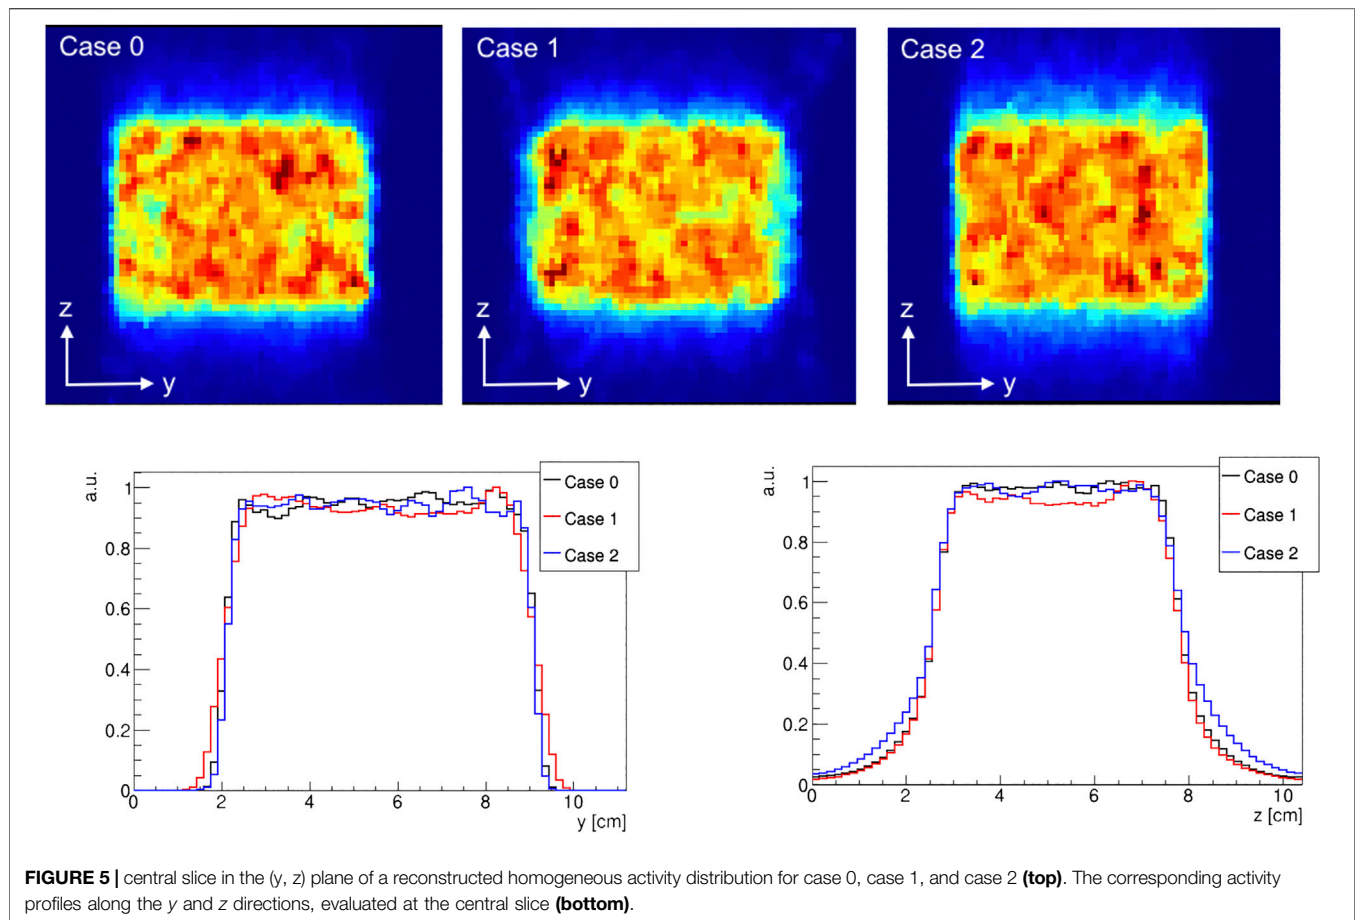 Case 0
Case 1
Case 2
z
y
z
y
z
y
a.u.
1
0.8
0.6
0.4
0.2
0
0
2
4
6
8
10
y [cm]
Case 0
Case 1
Case 2
a.u.
1
0.8
0.6
0.4
0.2
0
0
2
4
6
8
10
z [cm]
Case 0
Case 1
Case 2
FIGURE 5 | central slice in the (y, z) plane of a reconstructed homogeneous activity distribution for case 0, case 1, and case 2 (top). The corresponding activity
profiles along the y and z directions, evaluated at the central slice (bottom).